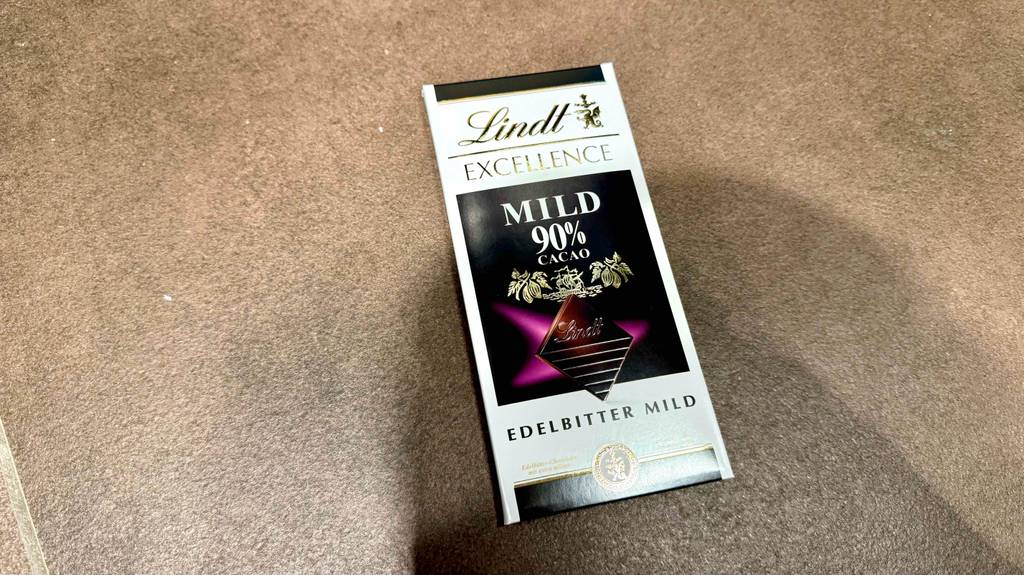 Lindt
EXCELLENCE
MILD
90%
CACAO
Lindt
EDELBITTER MILD